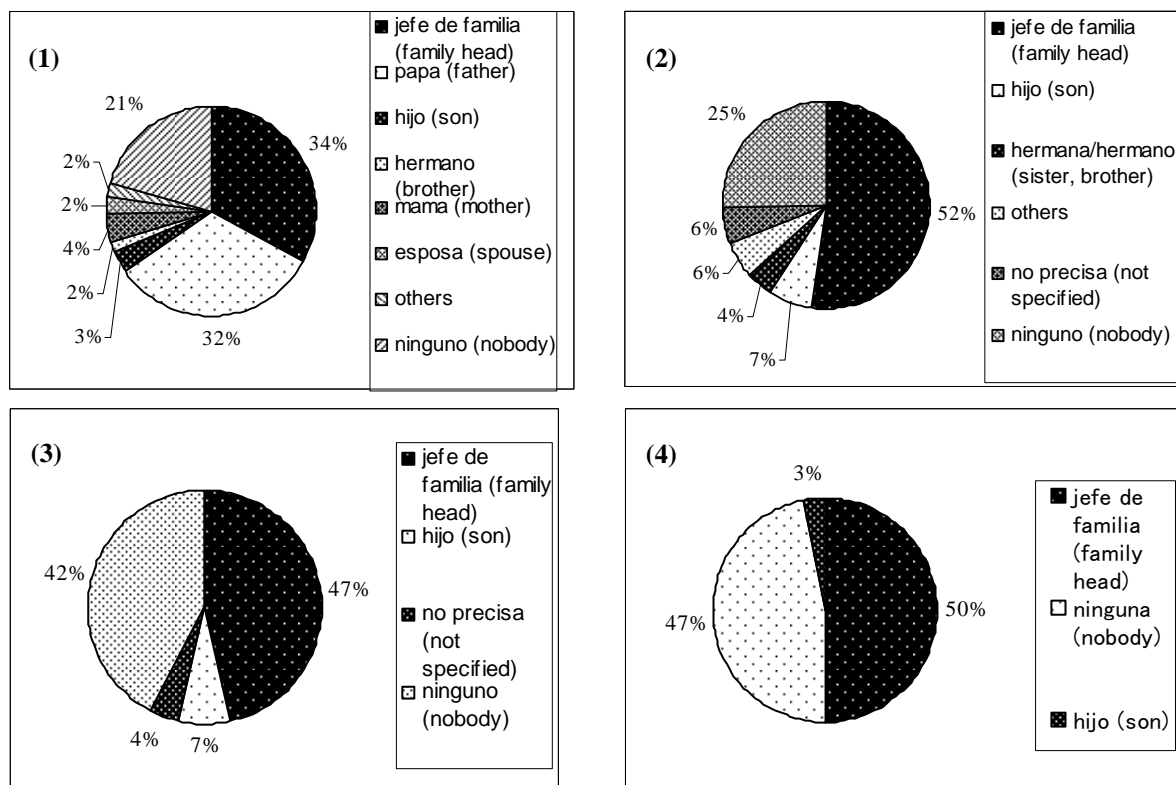 (1)
21%
34%
2%
2%
4%
2%
3%
32%
jefe de familia
(family head)
papa (father)
hijo (son)
hermano
(brother)
mama (mother)
esposa (spouse)
others
ninguno (nobody)
(2)
25%
52%
6%
6%
4%
7%
jefe de familia
(family head)
hijo (son)
hermana/hermano
(sister, brother)
others
no precisa (not
specified)
ninguno (nobody)
(3)
42%
47%
4%
7%
jefe de
familia (family
head)
hijo (son)
no precisa
(not
specified)
ninguno
(nobody)
(4)
3%
47%
50%
jefe de
familia
(family
head)
ninguna
(nobody)
hijo (son)